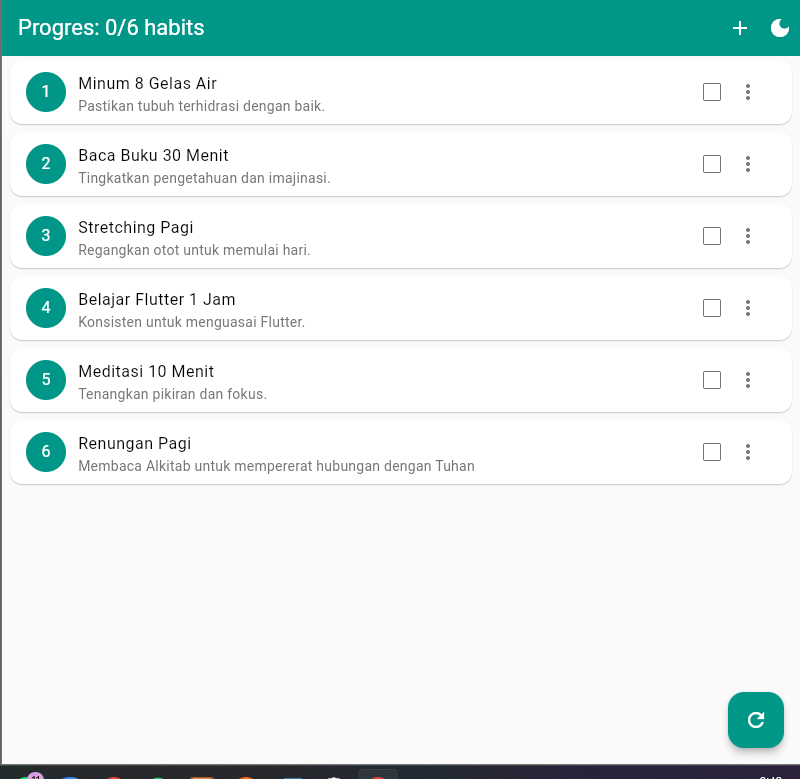 Progres: 0/6 habits
1
Minum 8 Gelas Air
Pastikan tubuh terhidrasi dengan baik.
2
Baca Buku 30 Menit
Tingkatkan pengetahuan dan imajinasi.
3
Stretching Pagi
Regangkan otot untuk memulai hari.
4
Belajar Flutter 1 Jam
Konsisten untuk menguasai Flutter.
5
Meditasi 10 Menit
Tenangkan pikiran dan fokus.
6
Renungan Pagi
Membaca Alkitab untuk mempererat hubungan dengan Tuhan